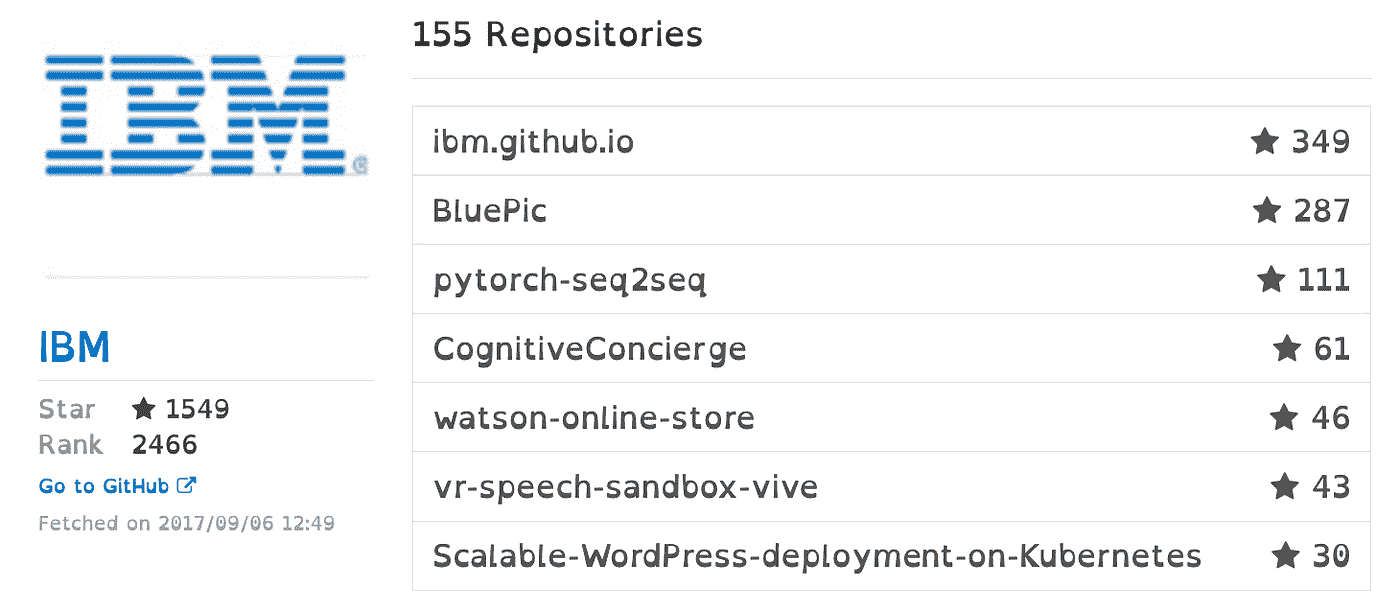 IBM®
IBM
Star ★ 1549
Rank 2466
Go to GitHub
Fetched on 2017/09/06 12:49
155 Repositories
ibm.github.io ★ 349
BluePic ★ 287
pytorch-seq2seq ★ 111
CognitiveConcierge ★ 61
watson-online-store ★ 46
vr-speech-sandbox-vive ★ 43
Scalable-WordPress-deployment-on-Kubernetes ★ 30